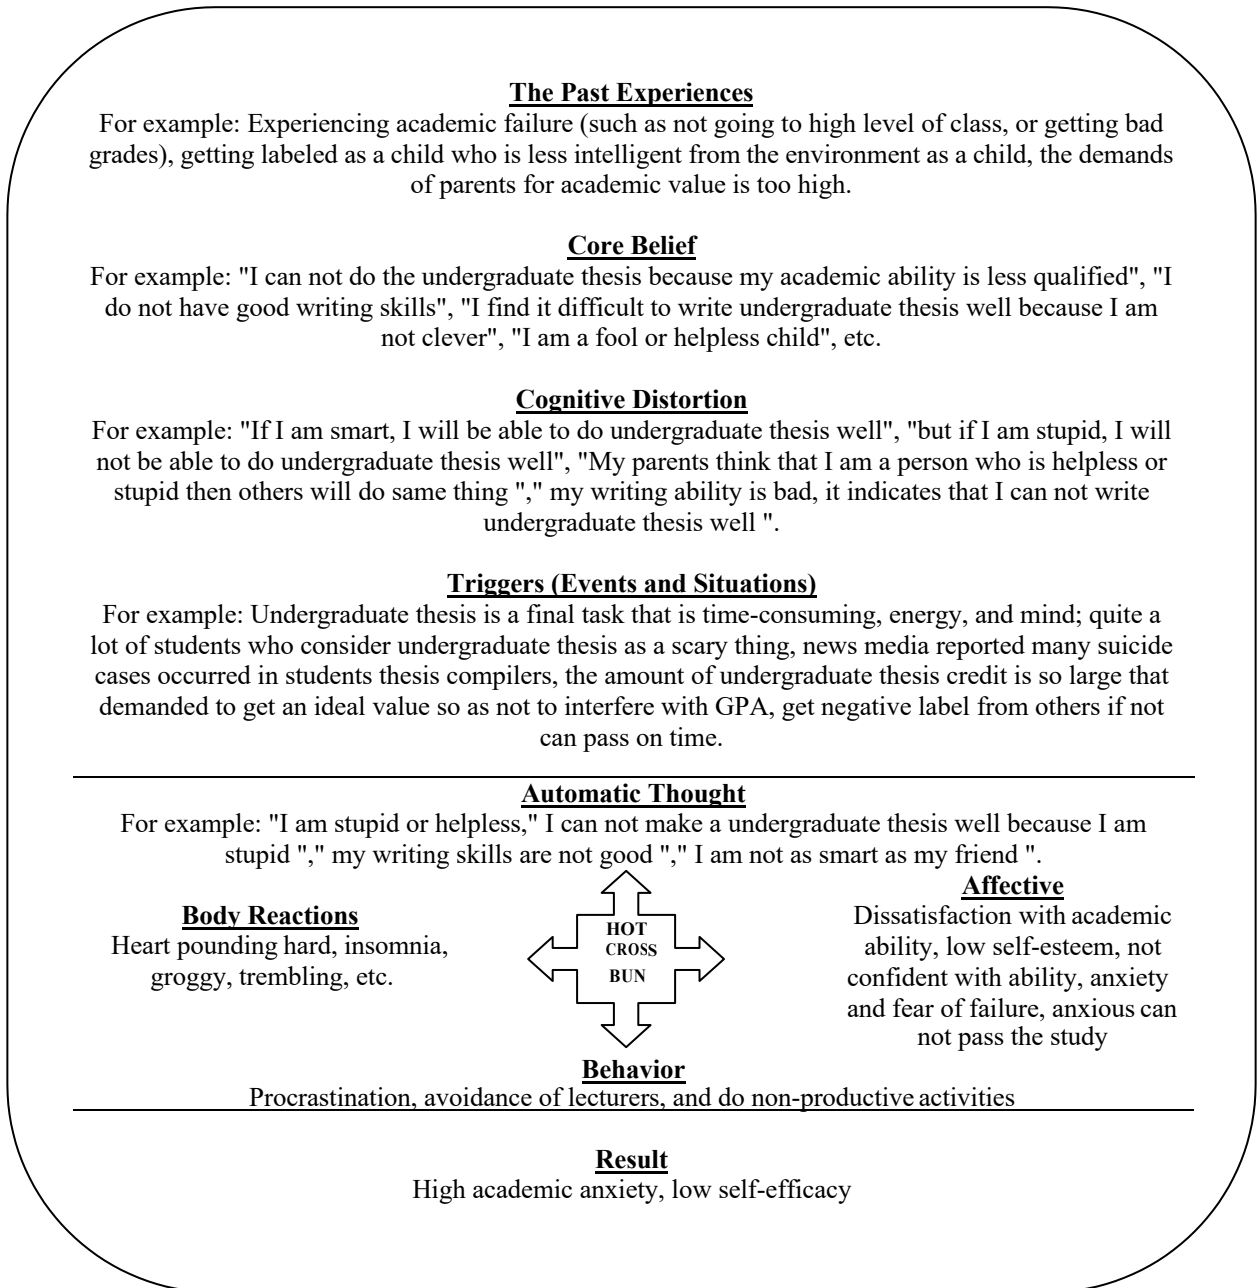 The Past Experiences
For example: Experiencing academic failure (such as not going to high level of class, or getting bad
grades), getting labeled as a child who is less intelligent from the environment as a child, the demands
of parents for academic value is too high.
Core Belief
For example: "I can not do the undergraduate thesis because my academic ability is less qualified", "I
do not have good writing skills", "I find it difficult to write undergraduate thesis well because I am
not clever", "I am a fool or helpless child", etc.
Cognitive Distortion
For example: "If I am smart, I will be able to do undergraduate thesis well", "but if I am stupid, I will
not be able to do undergraduate thesis well", "My parents think that I am a person who is helpless or
stupid then others will do same thing "," my writing ability is bad, it indicates that I can not write
undergraduate thesis well ".
Triggers (Events and Situations)
For example: Undergraduate thesis is a final task that is time-consuming, energy, and mind; quite a
lot of students who consider undergraduate thesis as a scary thing, news media reported many suicide
cases occurred in students thesis compilers, the amount of undergraduate thesis credit is so large that
demanded to get an ideal value so as not to interfere with GPA, get negative label from others if not
can pass on time.
Automatic Thought
For example: "I am stupid or helpless," I can not make a undergraduate thesis well because I am
stupid "," my writing skills are not good "," I am not as smart as my friend ".
Body Reactions
Heart pounding hard, insomnia,
groggy, trembling, etc.
HOT
CROSS
BUN
Affective
Dissatisfaction with academic
ability, low self-esteem, not
confident with ability, anxiety
and fear of failure, anxious can
not pass the study
Behavior
Procrastination, avoidance of lecturers, and do non-productive activities
Result
High academic anxiety, low self-efficacy